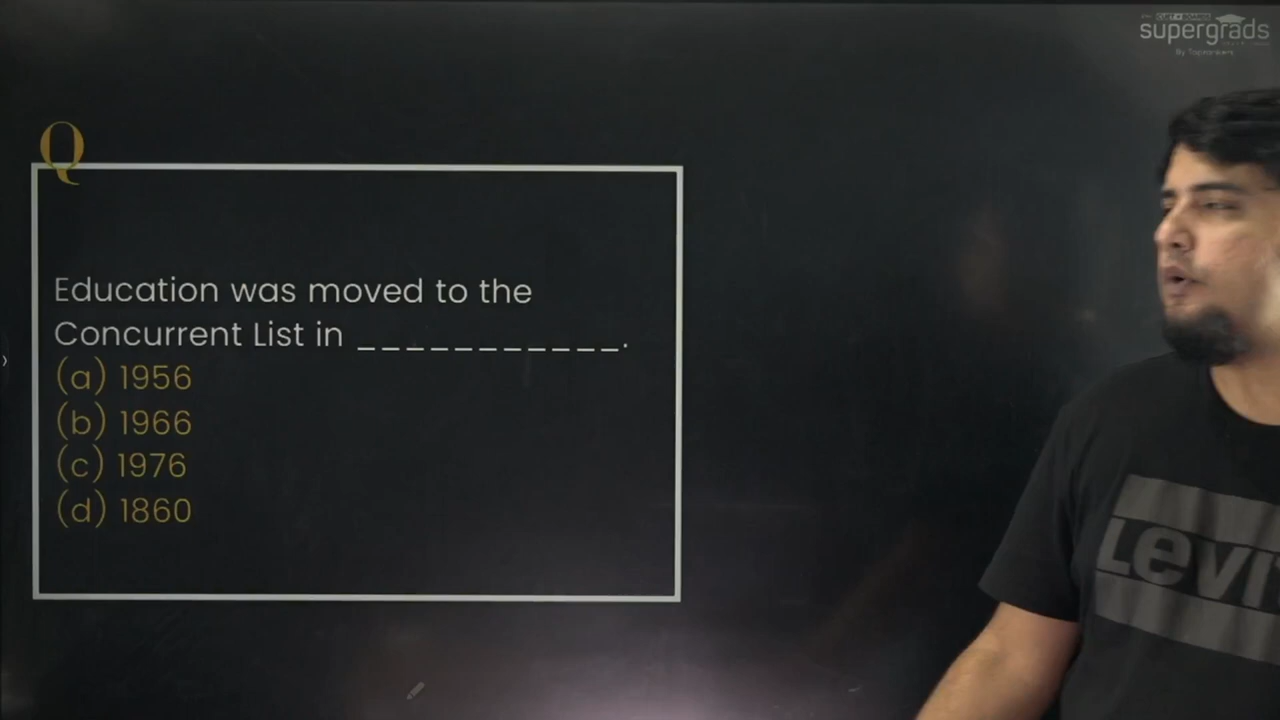 supergrads
Q
Education was moved to the
Concurrent List in ___________.
(a) 1956
(b) 1966
(c) 1976
(d) 1860
Levi